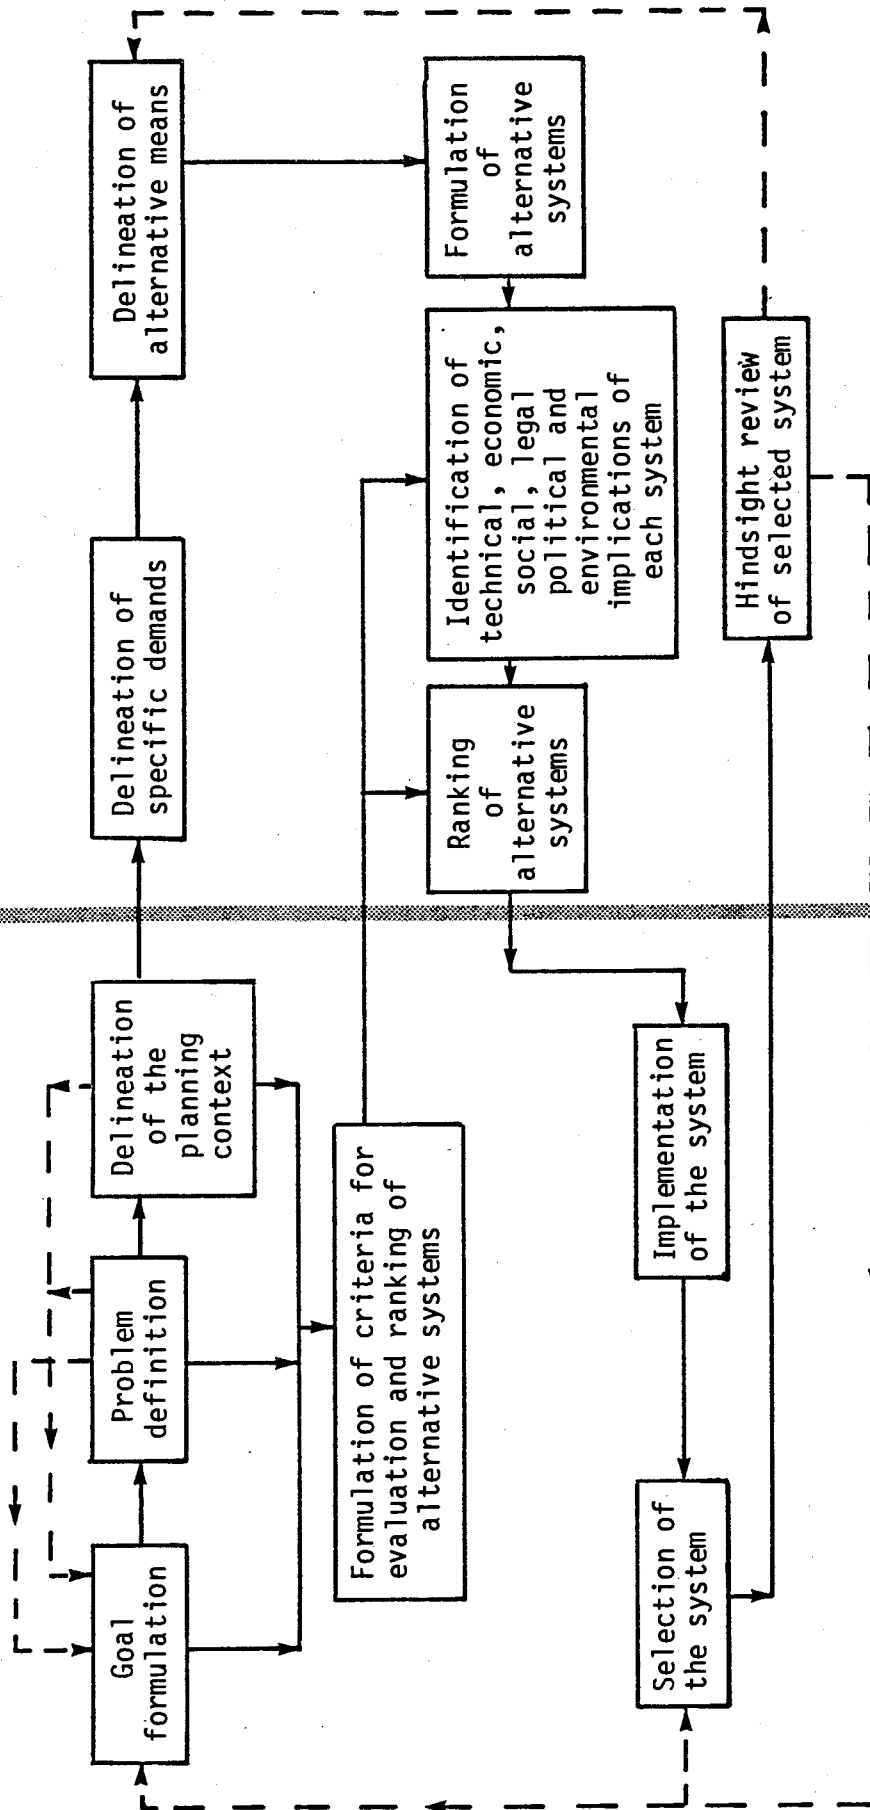 Goal
formulation
Problem
definition
Delineation
of the
planning
context
Delineation of
specific demands
Delineation of
alternative means
Formulation of criteria for
evaluation and ranking of
alternative systems
Ranking
of
alternative
systems
Identification of
technical, economic,
social, legal
political and
environmental
implications of
each system
Formulation
of
alternative
systems
Selection of
the system
Implementation
of the system
Hindsight review
of selected system